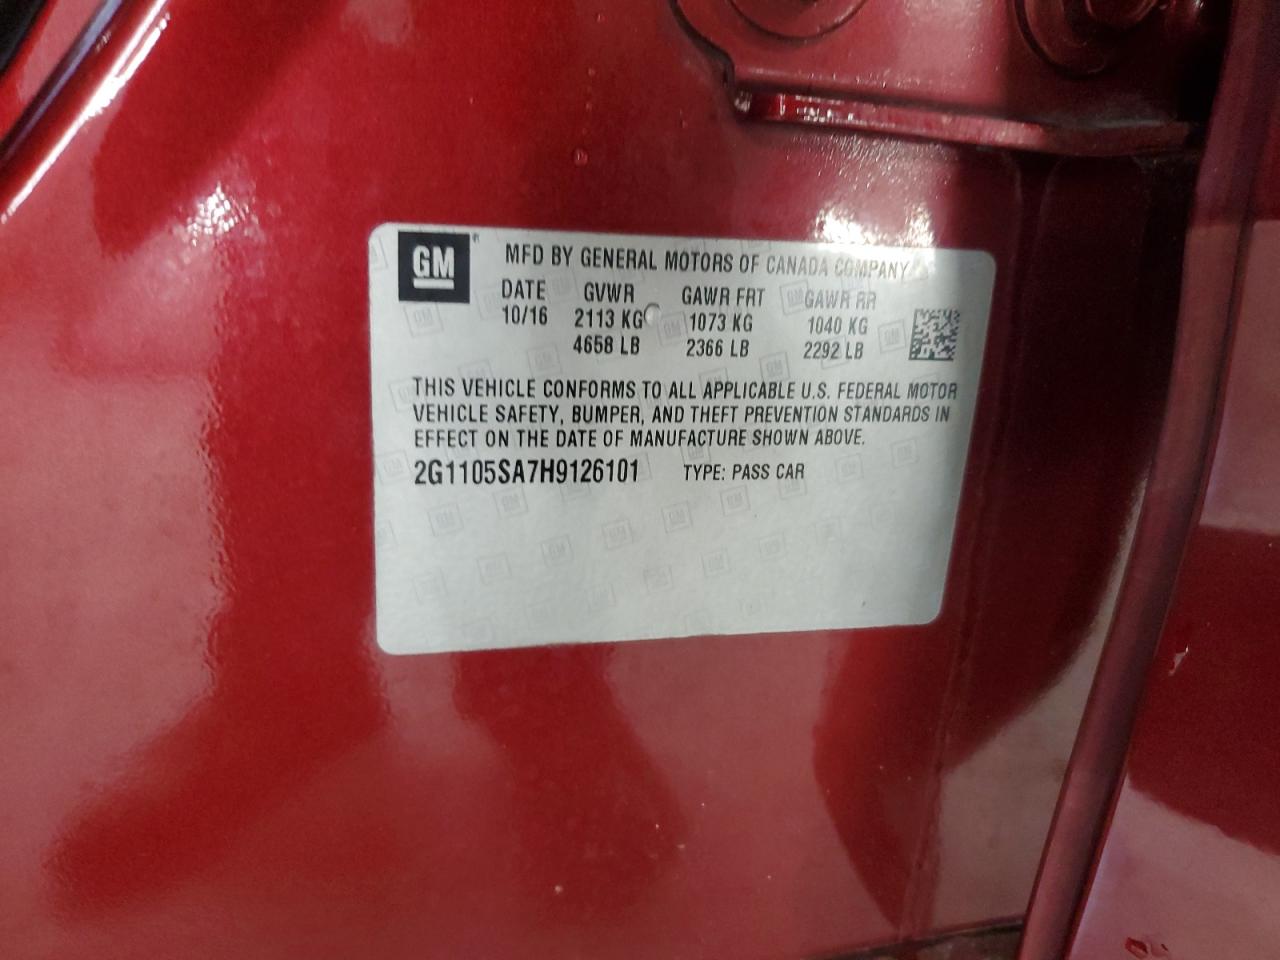 GM
MFD BY GENERAL MOTORS OF CANADA COMPANY
DATE GVWR GAWR FRT GAWR RR
10/16 2113 KG 1073 KG 1040 KG
4658 LB 2366 LB 2292 LB
THIS VEHICLE CONFORMS TO ALL APPLICABLE U.S. FEDERAL MOTOR
VEHICLE SAFETY, BUMPER, AND THEFT PREVENTION STANDARDS IN
EFFECT ON THE DATE OF MANUFACTURE SHOWN ABOVE.
2G1105SA7H9126101 TYPE: PASS CAR